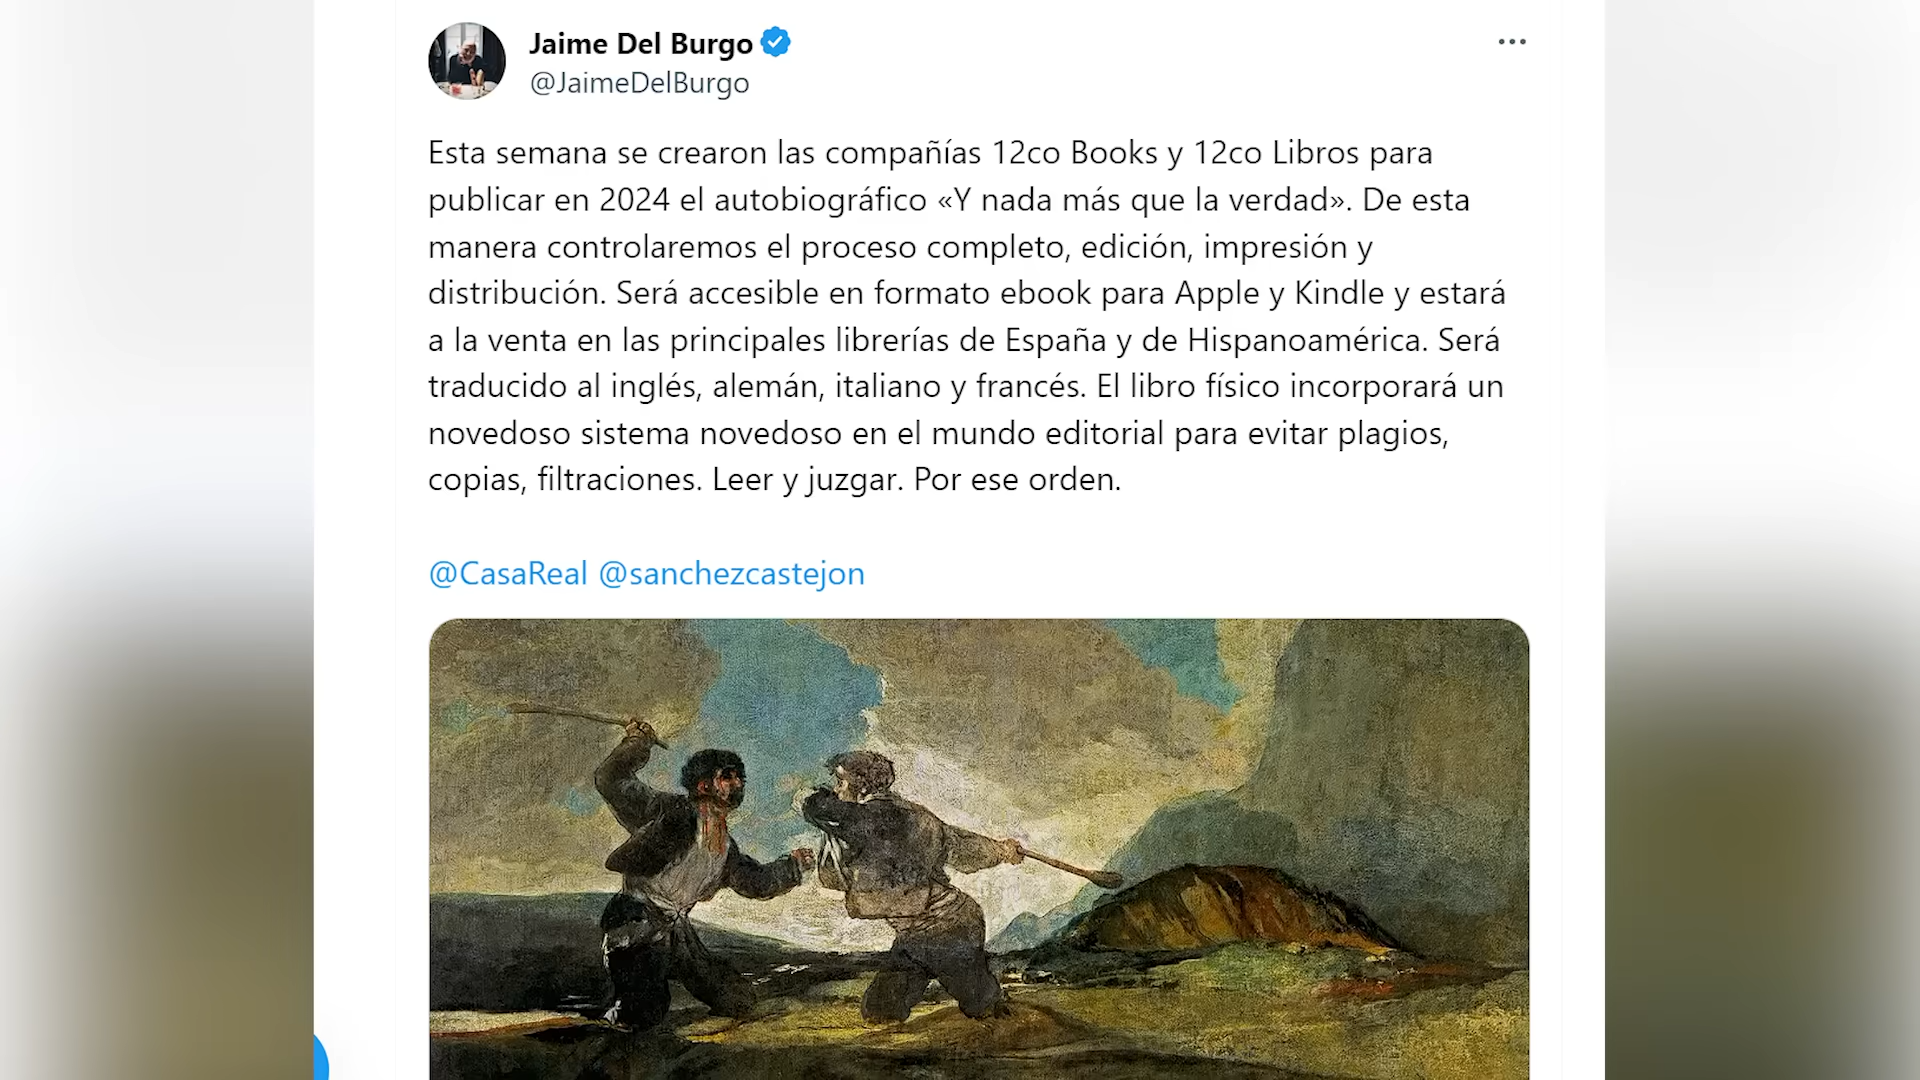 Jaime Del Burgo
@JaimeDelBurgo
Esta semana se crearon las compañías 12co Books y 12co Libros para
publicar en 2024 el autobiográfico «Y nada más que la verdad». De esta
manera controlaremos el proceso completo, edición, impresión y
distribución. Será accesible en formato ebook para Apple y Kindle y estará
a la venta en las principales librerías de España y de Hispanoamérica. Será
traducido al inglés, alemán, italiano y francés. El libro físico incorporará un
novedoso sistema novedoso en el mundo editorial para evitar plagios,
copias, filtraciones. Leer y juzgar. Por ese orden.
@CasaReal @sanchezcastejon